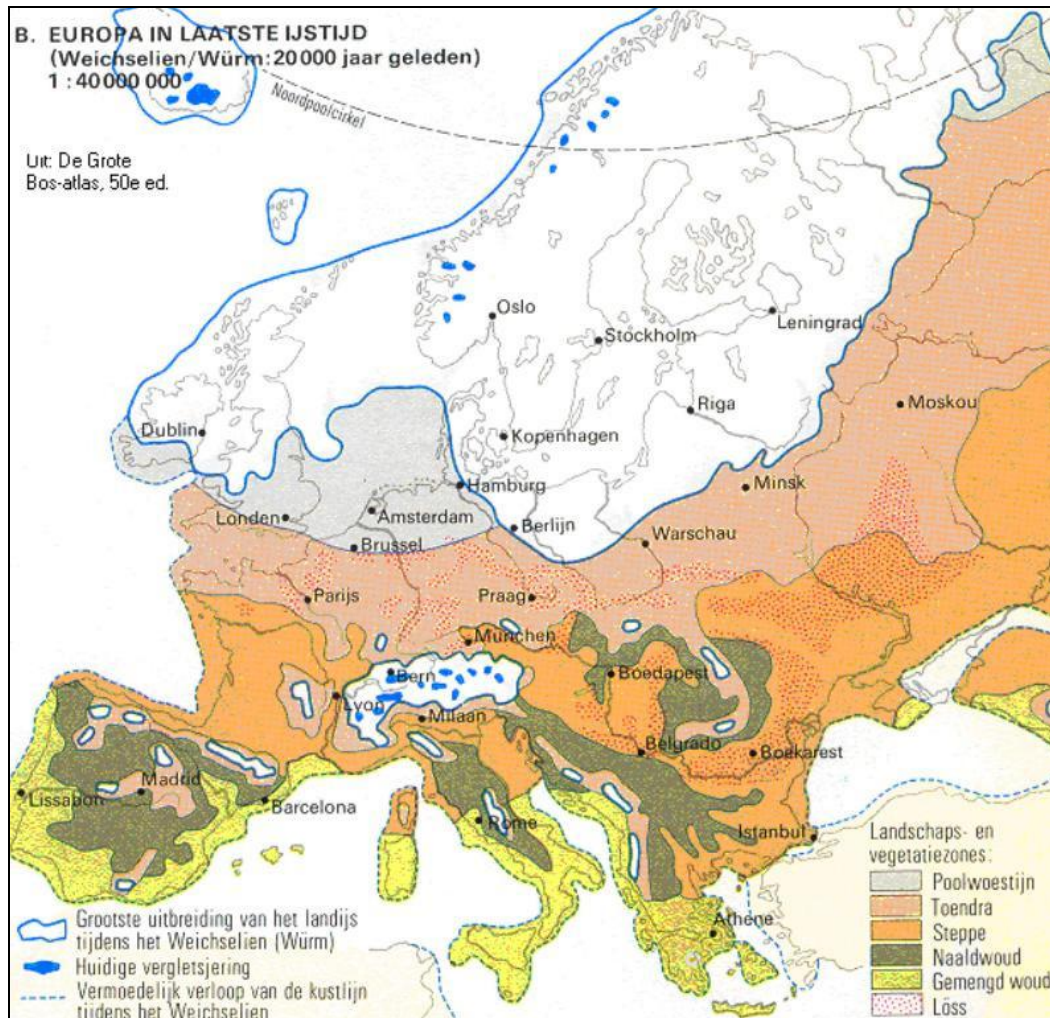 B. EUROPA IN LAATSTE IJSTIJD
(Weichselien/Würm: 20000 jaar geleden)
1 : 40 000 000
Noordpoolcirkel
Uit: De Grote
Bos-atlas, 50e ed.
Oslo
Stockholm
Leningrad
Riga
Moskou
Dublin
Kopenhagen
Hamburg
Minsk
Londen
Amsterdam
Berlijn
Brussel
Warschau
Parijs
Praag
München
Bern
Boedapest
Lyon
Milaan
Belgrado
Boekarest
Madrid
Lissabon
Barcelona
Rome
Istanbul
Athene
Landschaps- en
vegetatiezones:
Poolwoestijn
Toendra
Steppe
Naaldwoud
Gemengd woud
Löss
Grootste uitbreiding van het landijs
tijdens het Weichselien (Würm)
Huidige vergletsjering
Vermoedelijk verloop van de kustlijn
tijdens het Weichselien